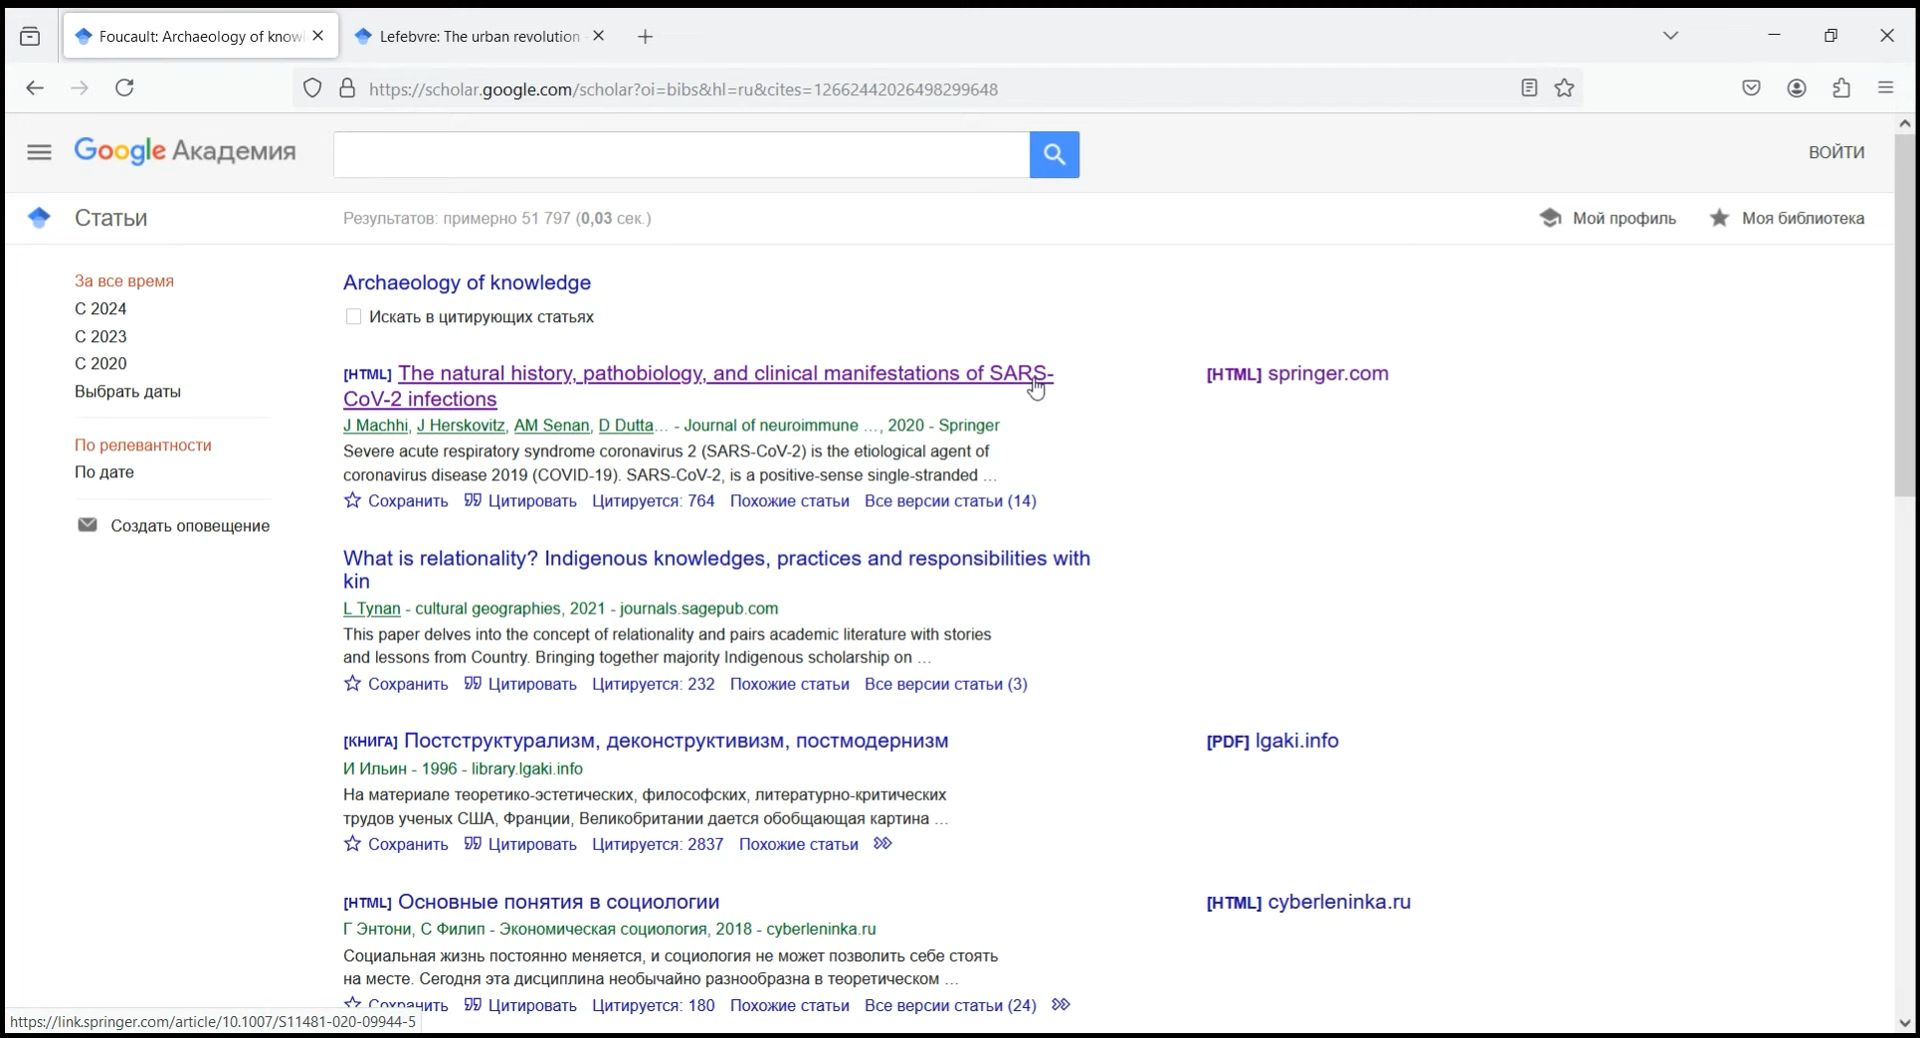 Foucault: Archaeology of knowl
Lefebvre: The urban revolution
https://scholar.google.com/scholar?oi=bibs&hl=ru&cites=12662442026498299648
Google Академия
ВОЙТИ
Статьи
Результатов: примерно 51 797 (0,03 сек.)
Мой профиль
Моя библиотека
За все время
С 2024
С 2023
С 2020
Выбрать даты
По релевантности
По дате
Создать оповещение
Archaeology of knowledge
Искать в цитирующих статьях
[HTML] The natural history, pathobiology, and clinical manifestations of SARS-
CoV-2 infections
[HTML] springer.com
J Machhi, J Herskovitz, AM Senan, D Dutta… - Journal of neuroimmune …, 2020 - Springer
Severe acute respiratory syndrome coronavirus 2 (SARS-CoV-2) is the etiological agent of
coronavirus disease 2019 (COVID-19). SARS-CoV-2, is a positive-sense single-stranded …
Сохранить Цитировать Цитируется: 764 Похожие статьи Все версии статьи (14)
What is relationality? Indigenous knowledges, practices and responsibilities with
kin
L Tynan - cultural geographies, 2021 - journals.sagepub.com
This paper delves into the concept of relationality and pairs academic literature with stories
and lessons from Country. Bringing together majority Indigenous scholarship on …
Сохранить Цитировать Цитируется: 232 Похожие статьи Все версии статьи (3)
[КНИГА] Постструктурализм, деконструктивизм, постмодернизм
[PDF] lgaki.info
И Ильин - 1996 - library.lgaki.info
На материале теоретико-эстетических, философских, литературно-критических
трудов ученых США, Франции, Великобритании дается обобщающая картина …
Сохранить Цитировать Цитируется: 2837 Похожие статьи
[HTML] Основные понятия в социологии
[HTML] cyberleninka.ru
Г Энтони, С Филип - Экономическая социология, 2018 - cyberleninka.ru
Социальная жизнь постоянно меняется, и социология не может позволить себе стоять
на месте. Сегодня эта дисциплина необычайно разнообразна в теоретическом …
Сохранить Цитировать Цитируется: 180 Похожие статьи Все версии статьи (24)
https://link.springer.com/article/10.1007/S11481-020-09944-5